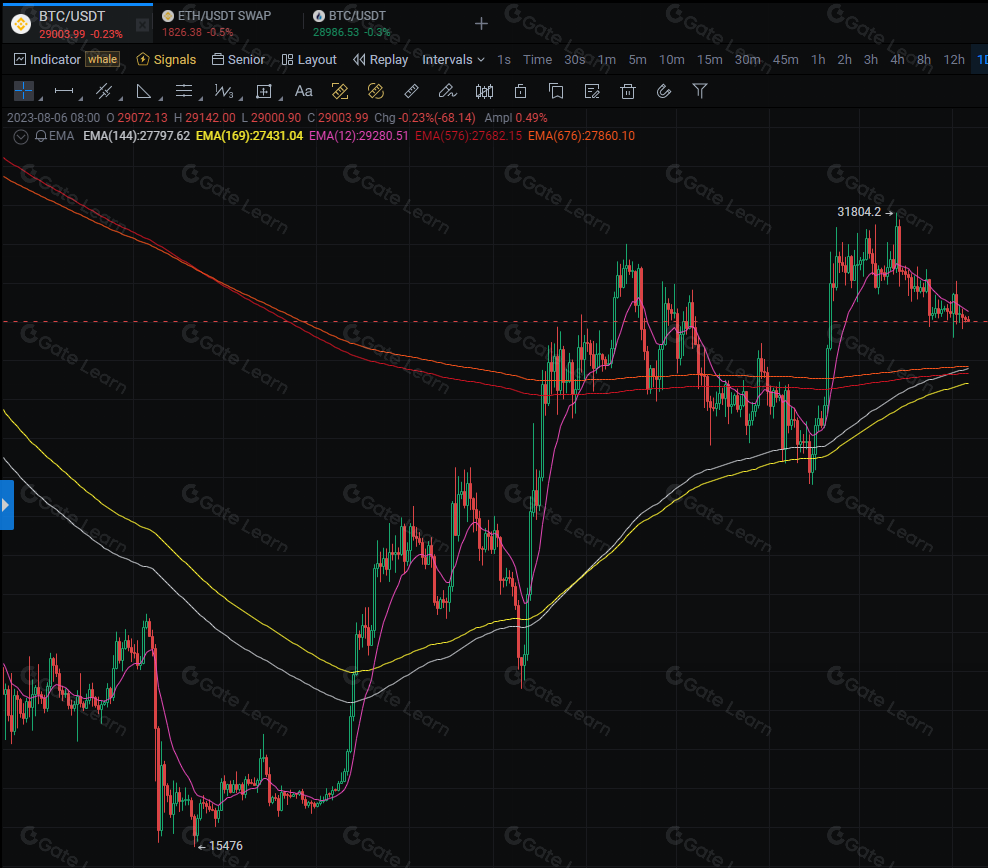 BTC/USDT
29003.99 -0.23%
ETH/USDT SWAP
1826.38 -0.5%
BTC/USDT
28986.53 -0.3%
Indicator whale Signals Senior Layout Replay Intervals 1s Time 30s 1m 5m 10m 15m 30m 45m 1h 2h 3h 4h 8h 12h 1D
Aa
2023-08-06 08:00 O 29072.13 H 29142.00 L 29000.90 C 29003.99 Chg -0.23%(-68.14) Ampl 0.49%
EMA EMA(144):27797.62 EMA(169):27431.04 EMA(12):29280.51 EMA(576):27682.15 EMA(676):27860.10
31804.2 →
← 15476
Gate Learn